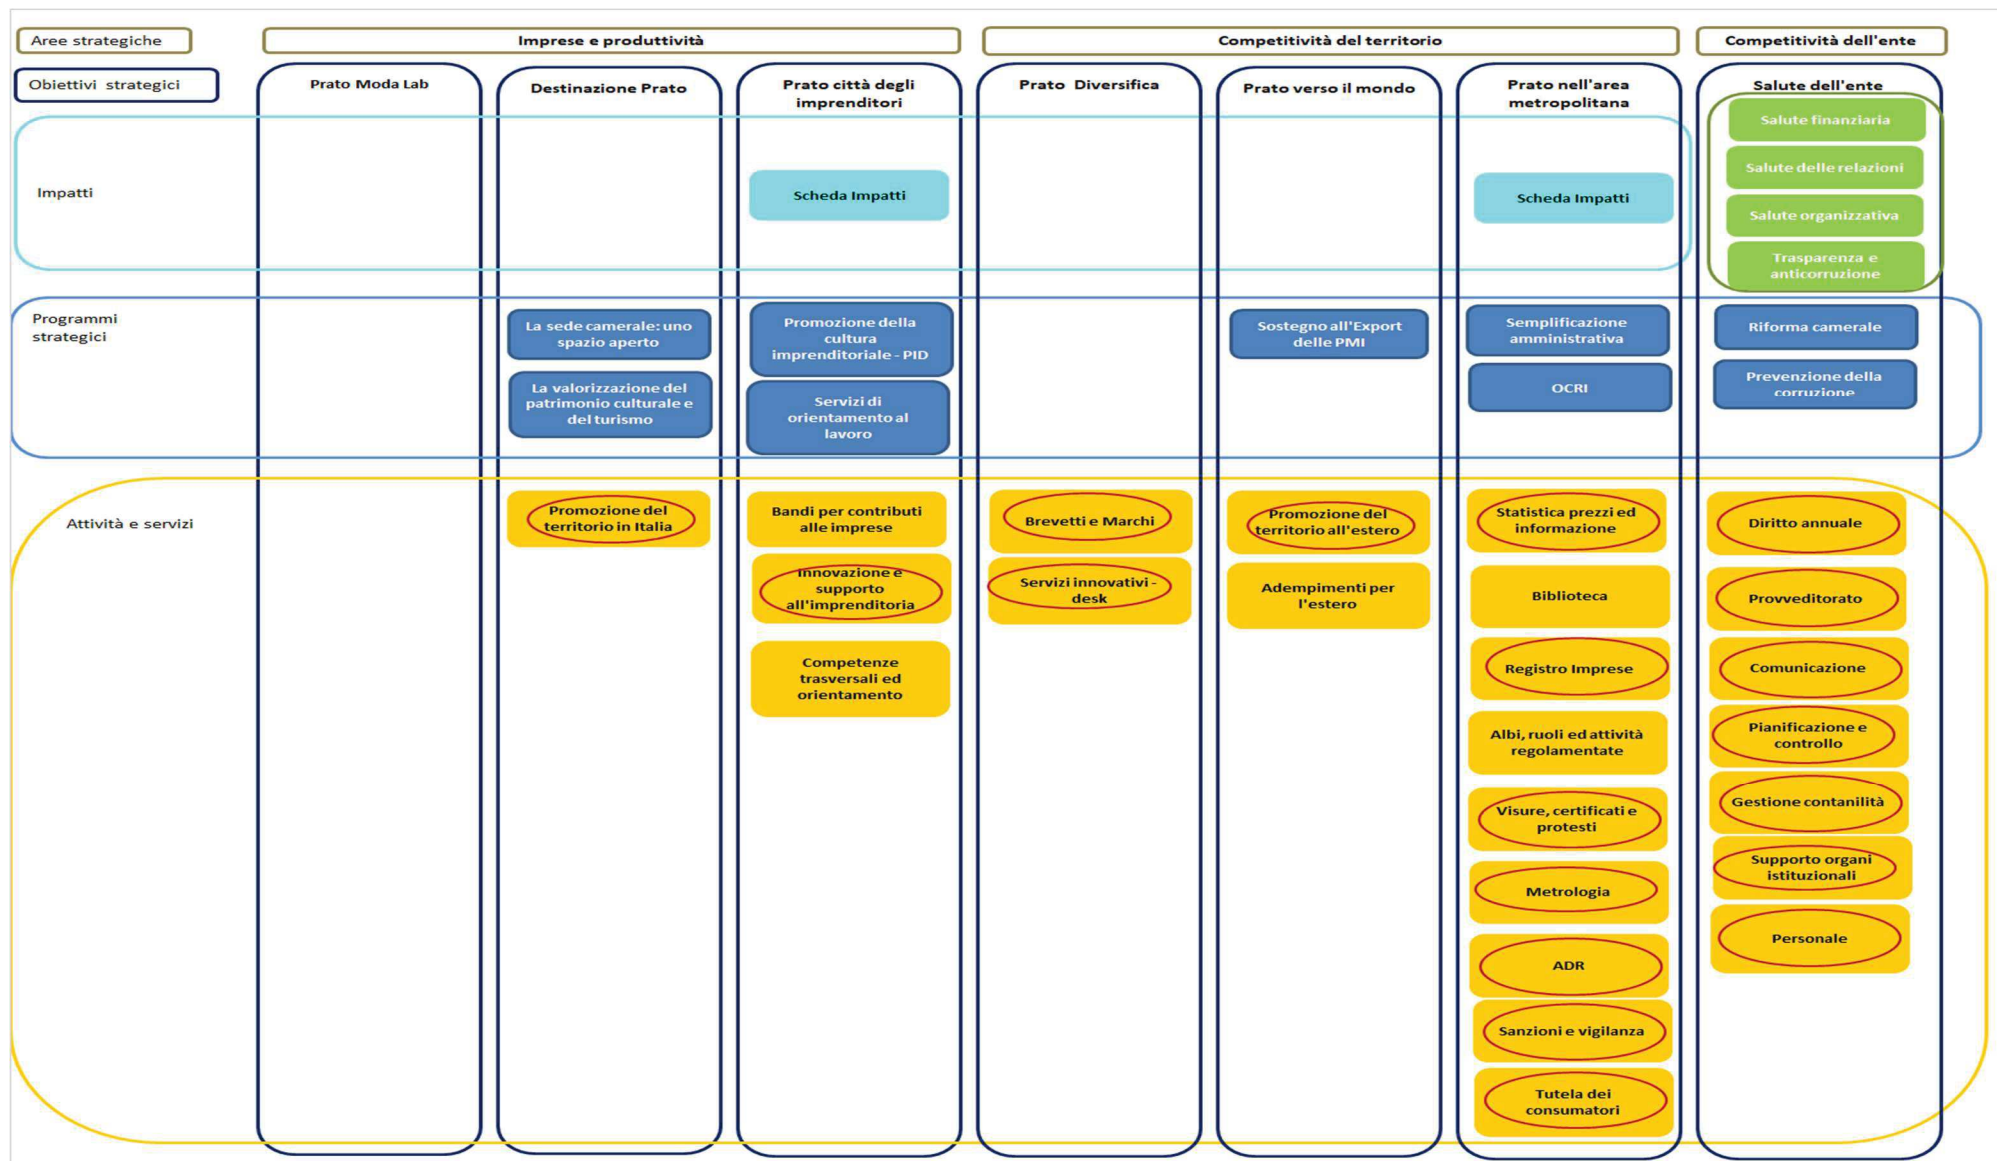 Aree strategiche
Imprese e produttività
Competitività del territorio
Competitività dell'ente
Obiettivi strategici
Prato Moda Lab
Destinazione Prato
Prato città degli
imprenditori
Prato Diversifica
Prato verso il mondo
Prato nell'area
metropolitana
Salute dell'ente
Impatti
Scheda Impatti
Scheda Impatti
Salute finanziaria
Salute delle relazioni
Salute organizzativa
Trasparenza e
anticorruzione
Programmi
strategici
La sede camerale: uno
spazio aperto
La valorizzazione del
patrimonio culturale e
del turismo
Promozione della
cultura
imprenditoriale - PID
Servizi di
orientamento al
lavoro
Sostegno all'Export
delle PMI
Semplificazione
amministrativa
OCRI
Riforma camerale
Prevenzione della
corruzione
Attività e servizi
Promozione del
territorio in Italia
Bandi per contributi
alle imprese
Innovazione e
supporto
all'imprenditoria
Competenze
trasversali ed
orientamento
Brevetti e Marchi
Servizi innovativi -
desk
Promozione del
territorio all'estero
Adempimenti per
l'estero
Statistica prezzi ed
informazione
Biblioteca
Registro Imprese
Albi, ruoli ed attività
regolamentate
Visure, certificati e
protesti
Metrologia
ADR
Sanzioni e vigilanza
Tutela dei
consumatori
Diritto annuale
Provveditorato
Comunicazione
Pianificazione e
controllo
Gestione contanilità
Supporto organi
istituzionali
Personale